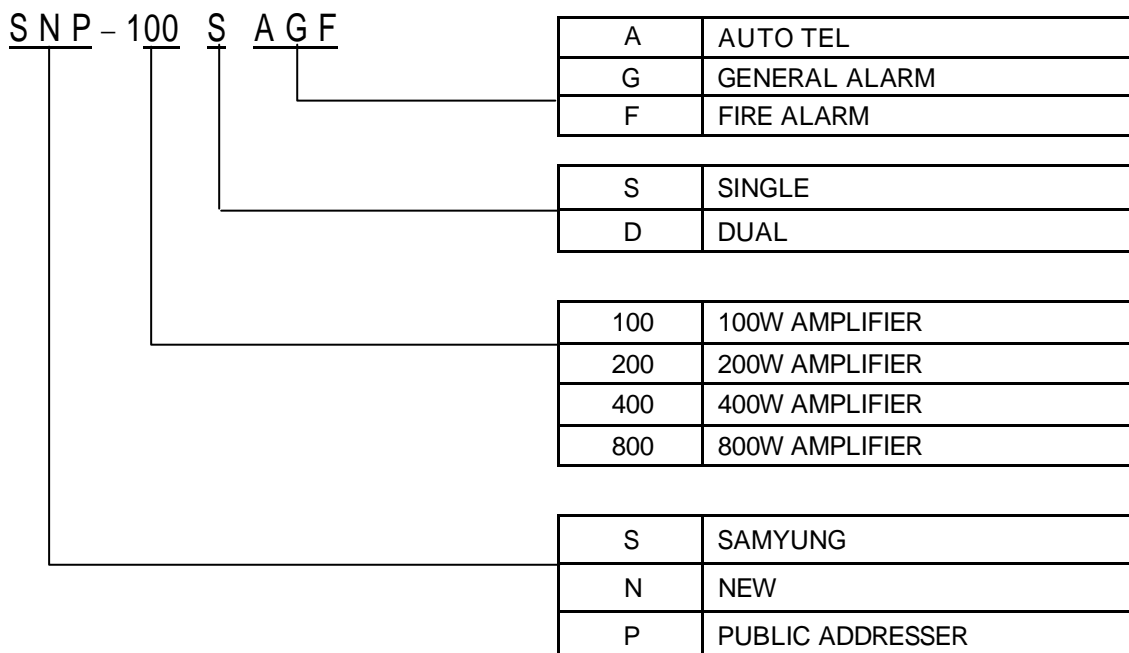 SNP-100 S AGF
A AUTO TEL
G GENERAL ALARM
F FIRE ALARM
S SINGLE
D DUAL
100 100W AMPLIFIER
200 200W AMPLIFIER
400 400W AMPLIFIER
800 800W AMPLIFIER
S SAMYUNG
N NEW
P PUBLIC ADDRESSER